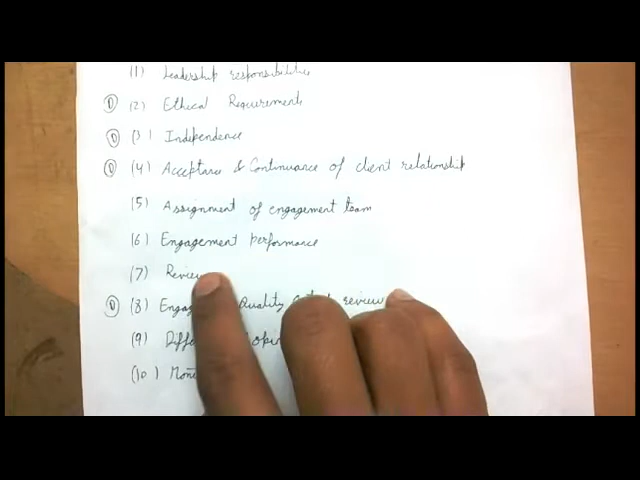 (1) Leadership responsibilities
D (2) Ethical Requirements
D (3) Independence
D (4) Acceptance & Continuance of client relationship
(5) Assignment of engagement team
(6) Engagement performance
(7) Review
D (8) Quality review
(9)
(10)